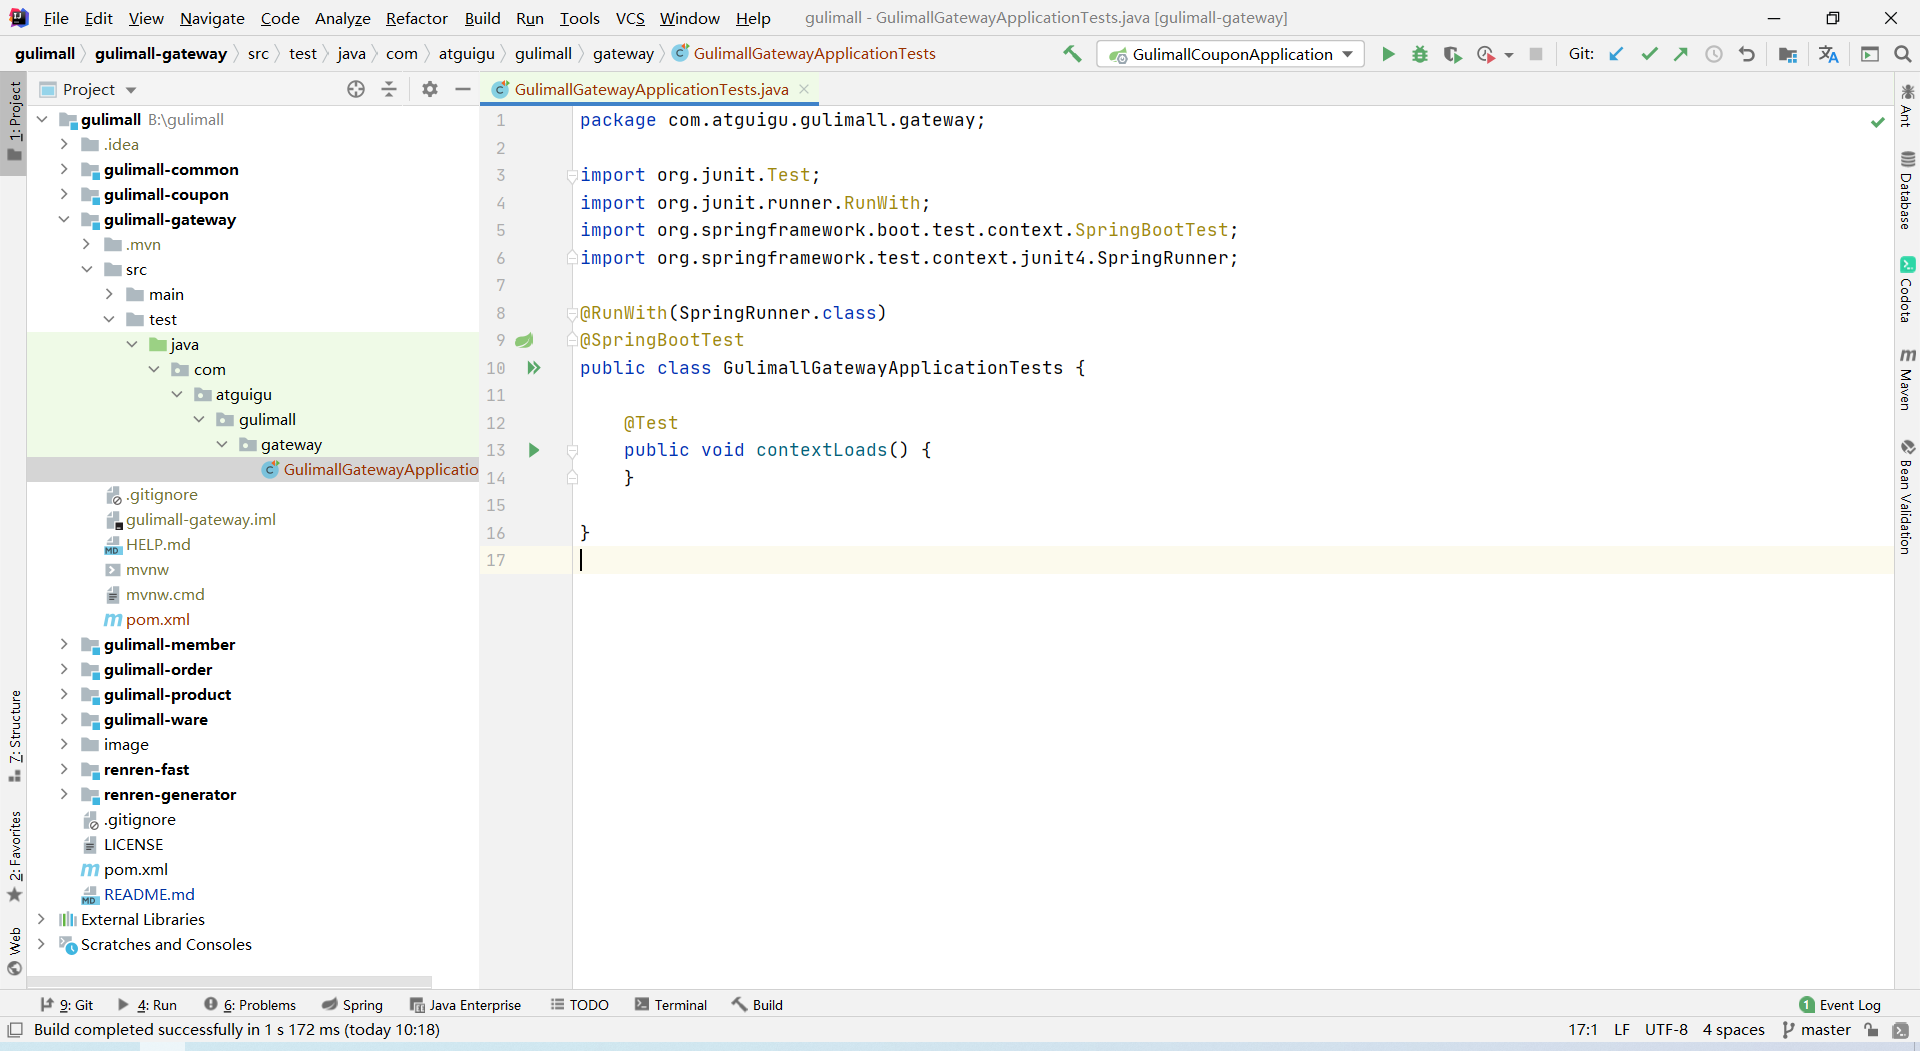 File Edit View Navigate Code Analyze Refactor Build Run Tools VCS Window Help gulimall - GulimallGatewayApplicationTests.java [gulimall-gateway]
gulimall gulimall-gateway src test java com atguigu gulimall gateway GulimallGatewayApplicationTests GulimallCouponApplication Git:
1: Project
7: Structure
2: Favorites
Web
Project
gulimall B:\gulimall
.idea
gulimall-common
gulimall-coupon
gulimall-gateway
.mvn
src
main
test
java
com
atguigu
gulimall
gateway
GulimallGatewayApplicatio
.gitignore
gulimall-gateway.iml
HELP.md
mvnw
mvnw.cmd
pom.xml
gulimall-member
gulimall-order
gulimall-product
gulimall-ware
image
renren-fast
renren-generator
.gitignore
LICENSE
pom.xml
README.md
External Libraries
Scratches and Consoles
GulimallGatewayApplicationTests.java
1 package com.atguigu.gulimall.gateway;
2
3 import org.junit.Test;
4 import org.junit.runner.RunWith;
5 import org.springframework.boot.test.context.SpringBootTest;
6 import org.springframework.test.context.junit4.SpringRunner;
7
8 @RunWith(SpringRunner.class)
9 @SpringBootTest
10 public class GulimallGatewayApplicationTests {
11
12 @Test
13 public void contextLoads() {
14 }
15
16 }
17
Ant
Database
Codota
Maven
Bean Validation
9: Git 4: Run 6: Problems Spring Java Enterprise TODO Terminal Build 1 Event Log
Build completed successfully in 1 s 172 ms (today 10:18) 17:1 LF UTF-8 4 spaces master